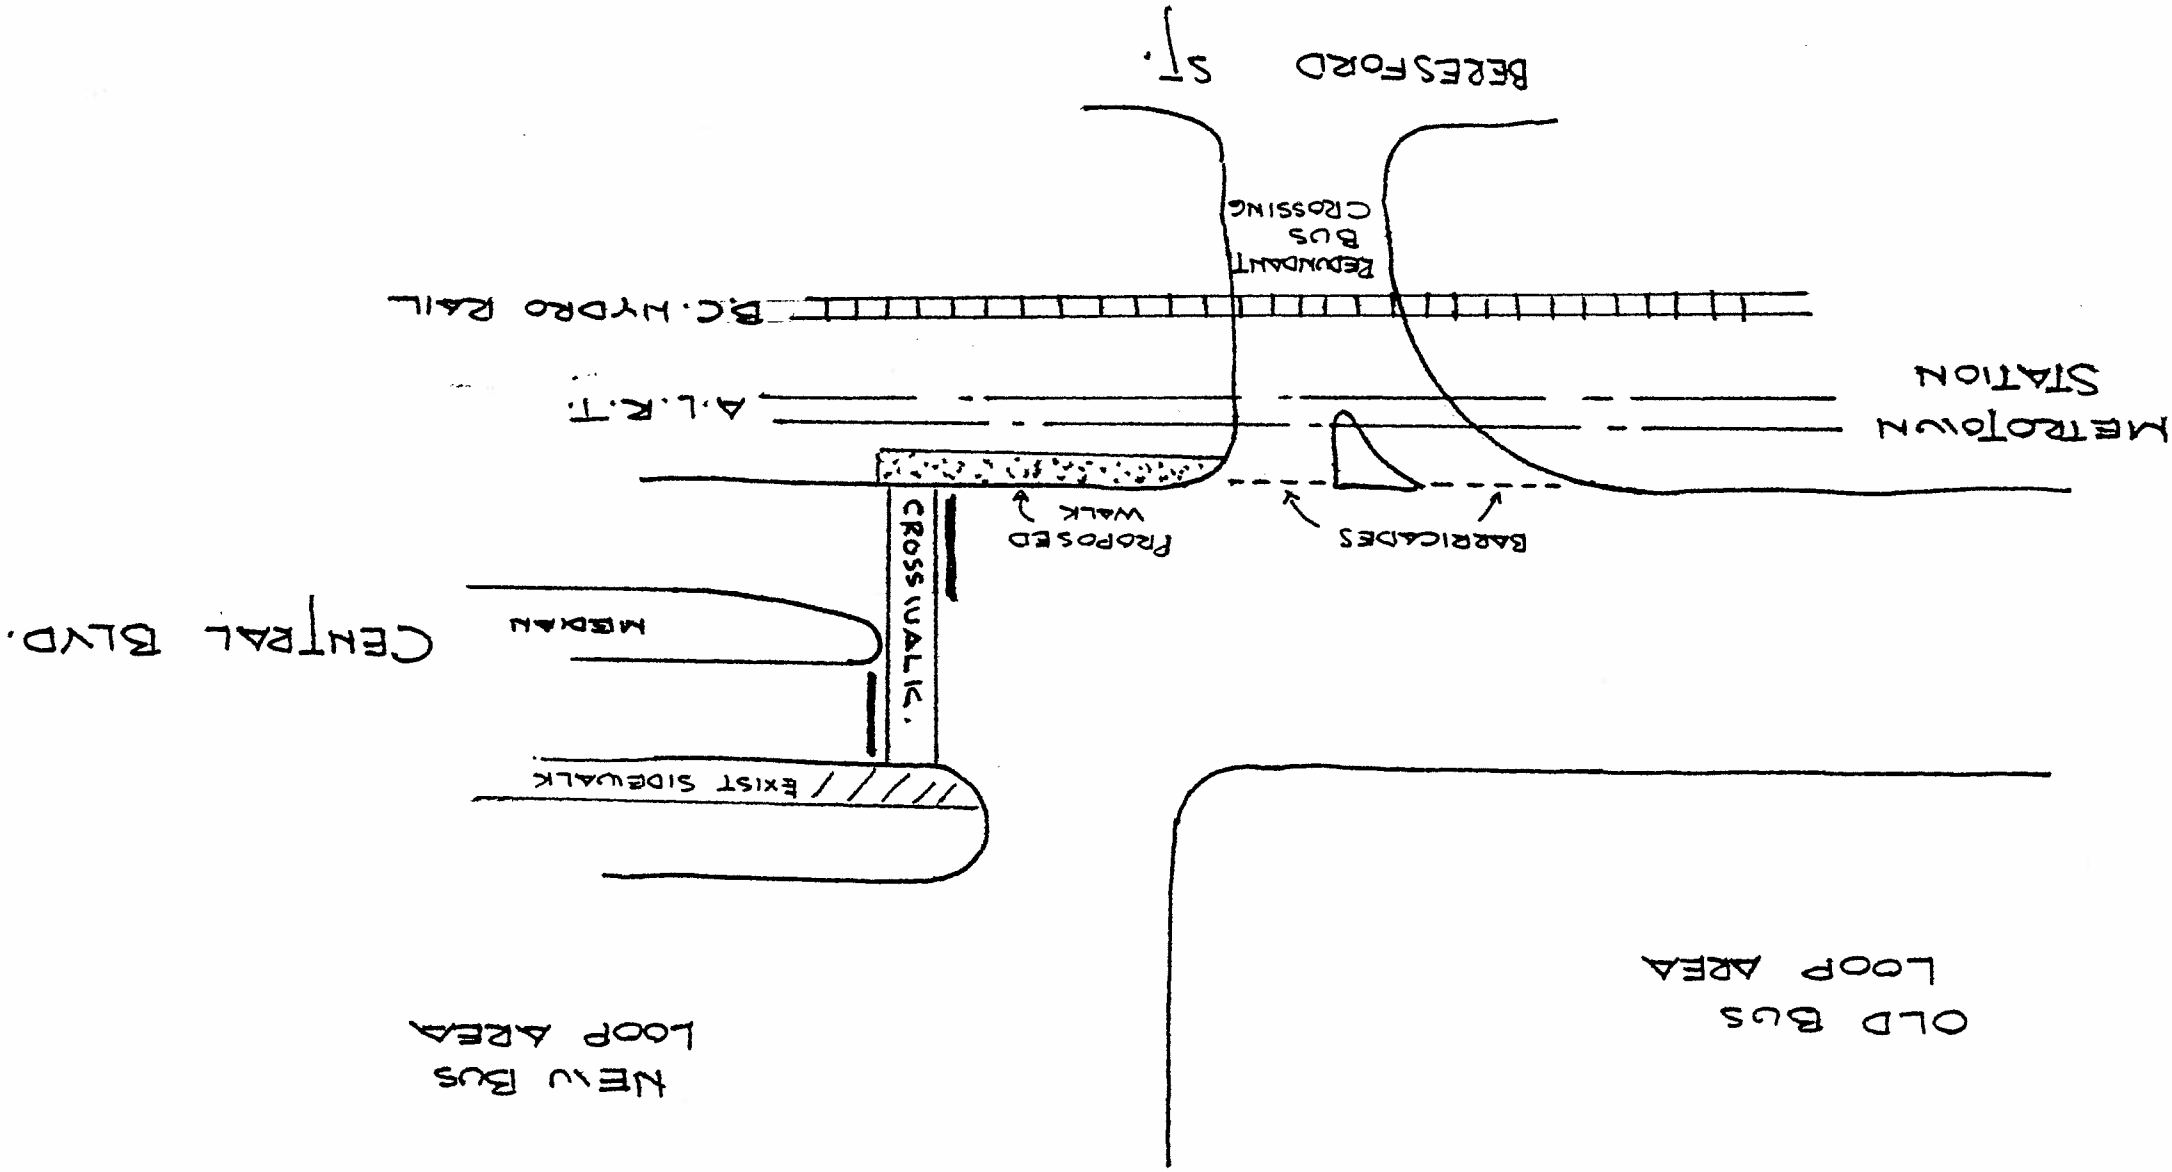 OLD BUS
LOOP AREA
NEW BUS
LOOP AREA
EXIST SIDEWALK
CROSSWALK.
MEDIAN
CENTRAL BLVD.
BARRICADES
PROPOSED
WALK
METROTOWN
STATION
A.L.R.T.
B.C. HYDRO RAIL
REDUNDANT
BUS
CROSSING
BERESFORD ST.